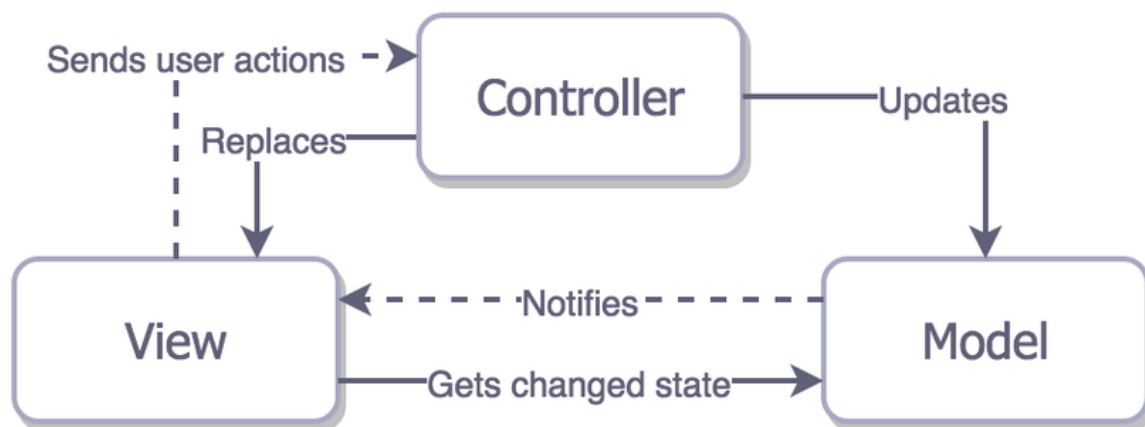 Sends user actions
Controller
Updates
Replaces
Notifies
View
Model
Gets changed state